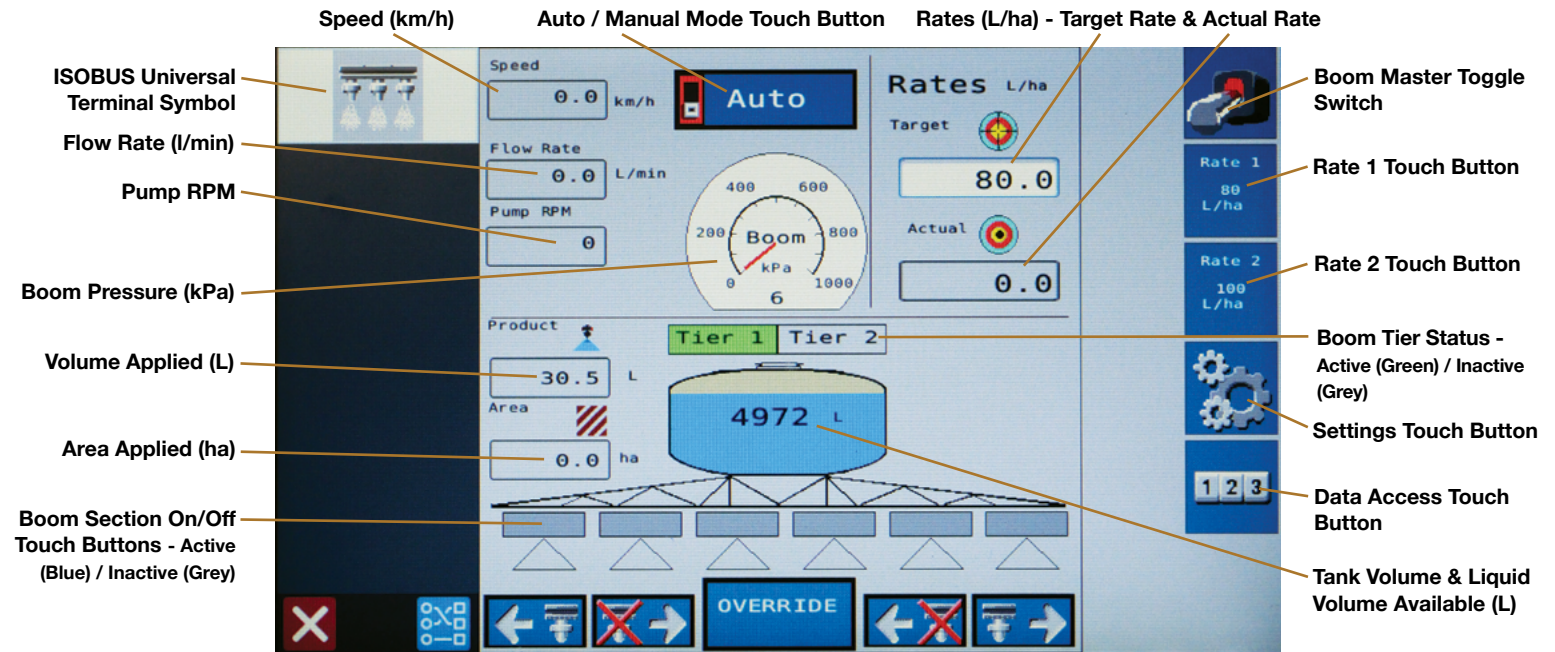 Speed (km/h)
Auto / Manual Mode Touch Button
Rates (L/ha) - Target Rate & Actual Rate
ISOBUS Universal
Terminal Symbol
Flow Rate (l/min)
Pump RPM
Boom Pressure (kPa)
Volume Applied (L)
Area Applied (ha)
Boom Section On/Off
Touch Buttons - Active
(Blue) / Inactive (Grey)
Speed
0.0 km/h
Flow Rate
0.0 L/min
Pump RPM
0
Auto
400 600
200 Boom 800
kPa
0 1000
6
Rates L/ha
Target
80.0
Actual
0.0
Product
30.5 L
Area
0.0 ha
Tier 1 Tier 2
4972 L
OVERRIDE
Rate 1
80
L/ha
Rate 2
100
L/ha
1 2 3
Boom Master Toggle
Switch
Rate 1 Touch Button
Rate 2 Touch Button
Boom Tier Status -
Active (Green) / Inactive
(Grey)
Settings Touch Button
Data Access Touch
Button
Tank Volume & Liquid
Volume Available (L)